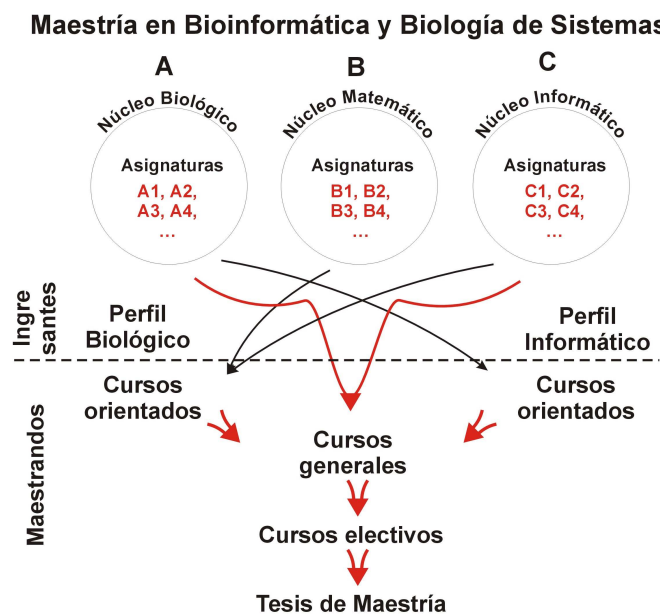 Maestría en Bioinformática y Biología de Sistemas
A
B
C
Núcleo Biológico
Núcleo Matemático
Núcleo Informático
Asignaturas
A1, A2,
A3, A4,
...
Asignaturas
B1, B2,
B3, B4,
...
Asignaturas
C1, C2,
C3, C4,
...
Ingre
santes
Perfil
Biológico
Perfil
Informático
Maestrandos
Cursos
orientados
Cursos
orientados
Cursos
generales
Cursos electivos
Tesis de Maestría